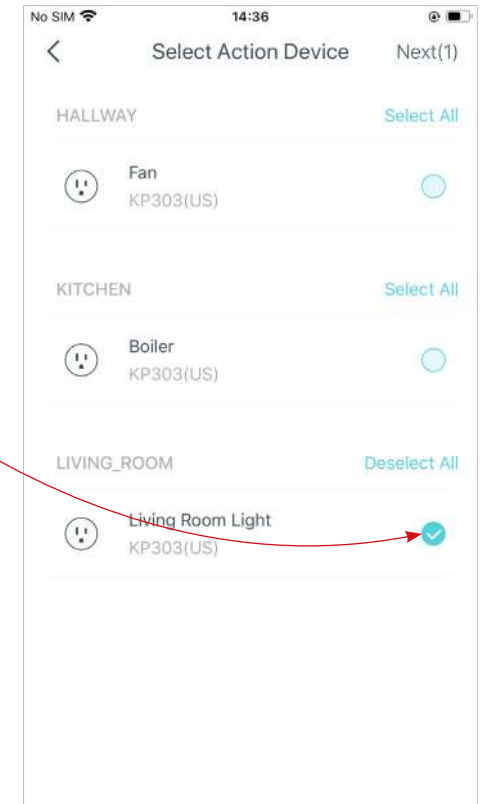 No SIM 14:36
Select Action Device Next(1)
HALLWAY Select All
Fan
KP303(US)
KITCHEN Select All
Boiler
KP303(US)
LIVING_ROOM Deselect All
Living Room Light
KP303(US)